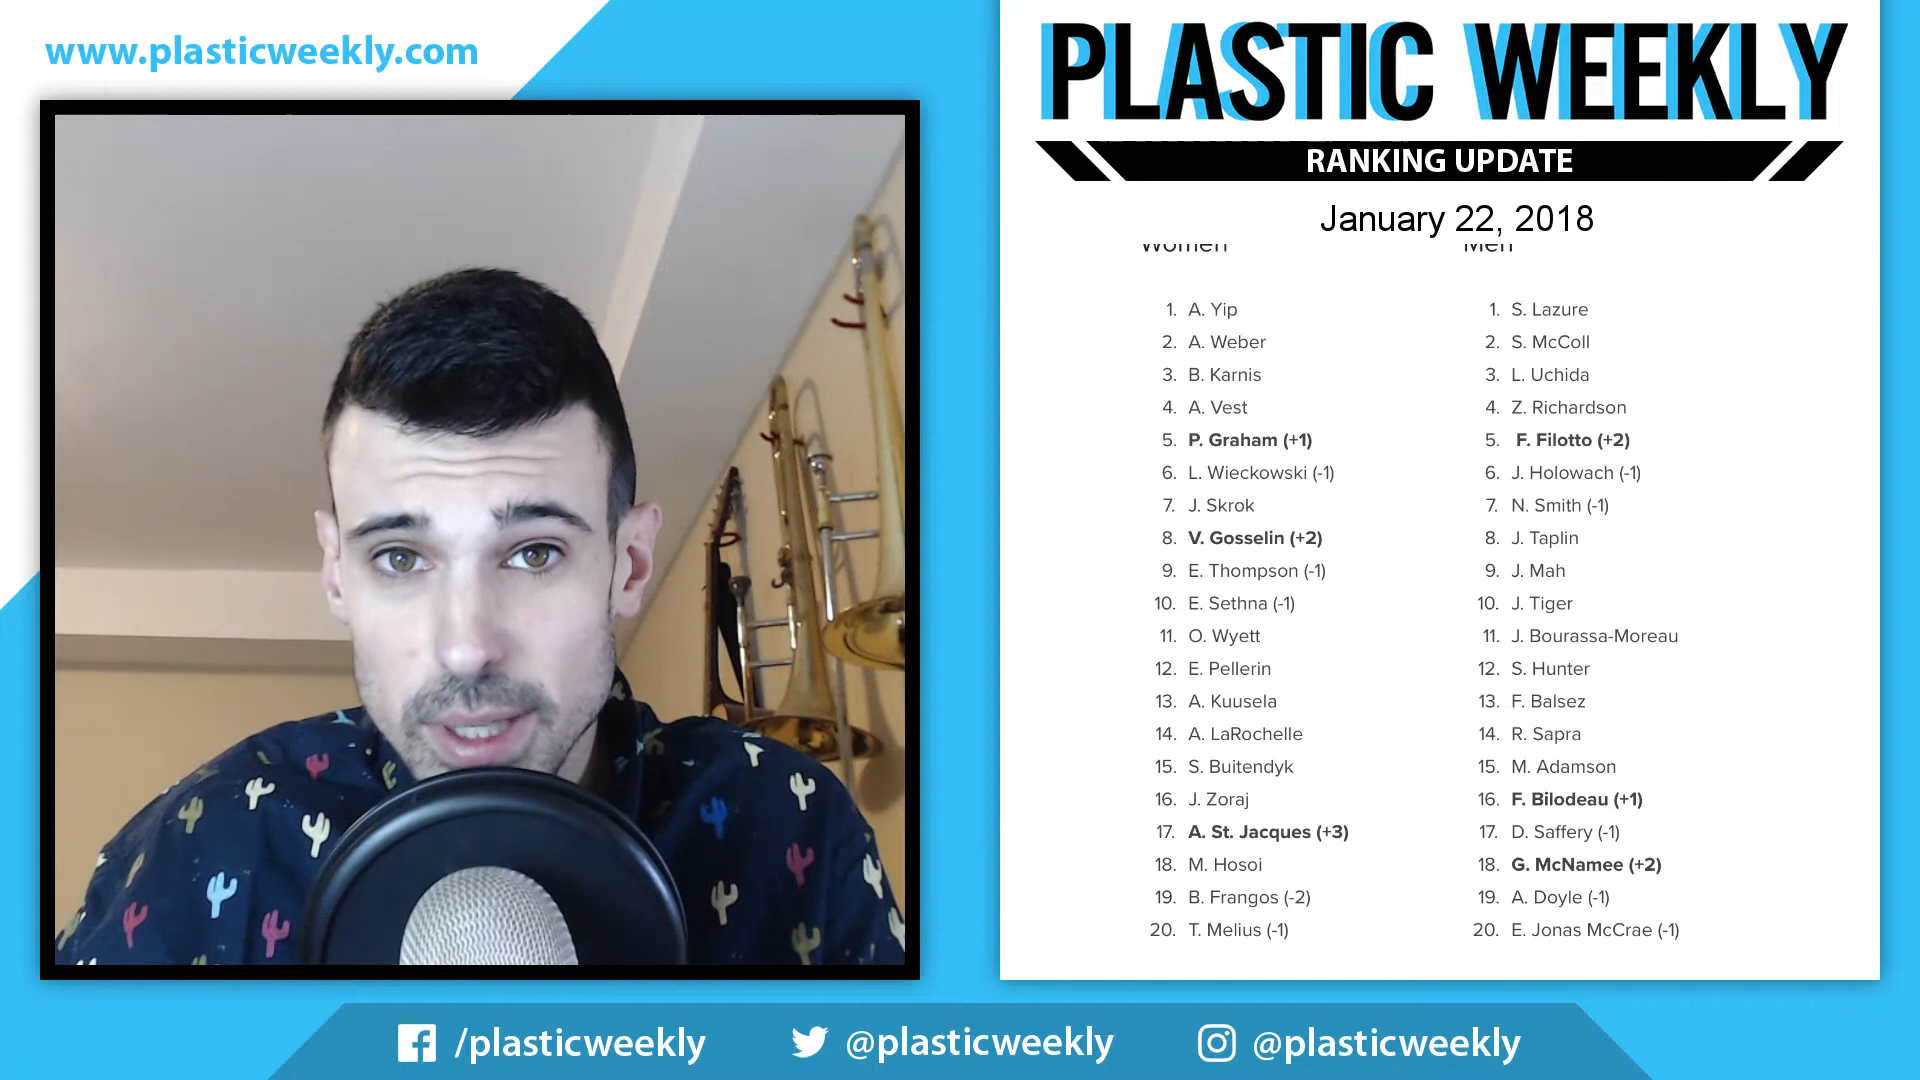 www.plasticweekly.com
PLASTIC WEEKLY
RANKING UPDATE
January 22, 2018
Women
1. A. Yip
2. A. Weber
3. B. Karnis
4. A. Vest
5. P. Graham (+1)
6. L. Wieckowski (-1)
7. J. Skrok
8. V. Gosselin (+2)
9. E. Thompson (-1)
10. E. Sethna (-1)
11. O. Wyett
12. E. Pellerin
13. A. Kuusela
14. A. LaRochelle
15. S. Buitendyk
16. J. Zoraj
17. A. St. Jacques (+3)
18. M. Hosoi
19. B. Frangos (-2)
20. T. Melius (-1)
Men
1. S. Lazure
2. S. McColl
3. L. Uchida
4. Z. Richardson
5. F. Filotto (+2)
6. J. Holowach (-1)
7. N. Smith (-1)
8. J. Taplin
9. J. Mah
10. J. Tiger
11. J. Bourassa-Moreau
12. S. Hunter
13. F. Balsez
14. R. Sapra
15. M. Adamson
16. F. Bilodeau (+1)
17. D. Saffery (-1)
18. G. McNamee (+2)
19. A. Doyle (-1)
20. E. Jonas McCrae (-1)
/plasticweekly
@plasticweekly
@plasticweekly